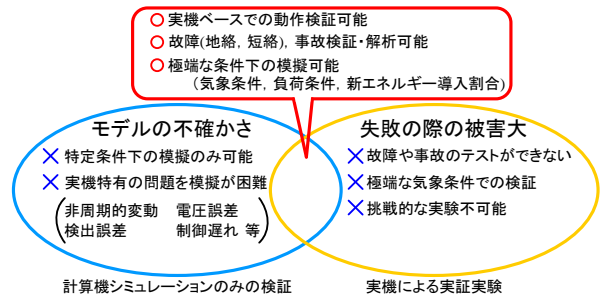 ○ 実機ベースでの動作検証可能
○ 故障(地絡, 短絡), 事故検証・解析可能
○ 極端な条件下の模擬可能
(気象条件, 負荷条件, 新エネルギー導入割合)
モデルの不確かさ
× 特定条件下の模擬のみ可能
× 実機特有の問題を模擬が困難
(非周期的変動 電圧誤差
検出誤差 制御遅れ 等)
失敗の際の被害大
× 故障や事故のテストができない
× 極端な気象条件での検証
× 挑戦的な実験不可能
計算機シミュレーションのみの検証
実機による実証実験